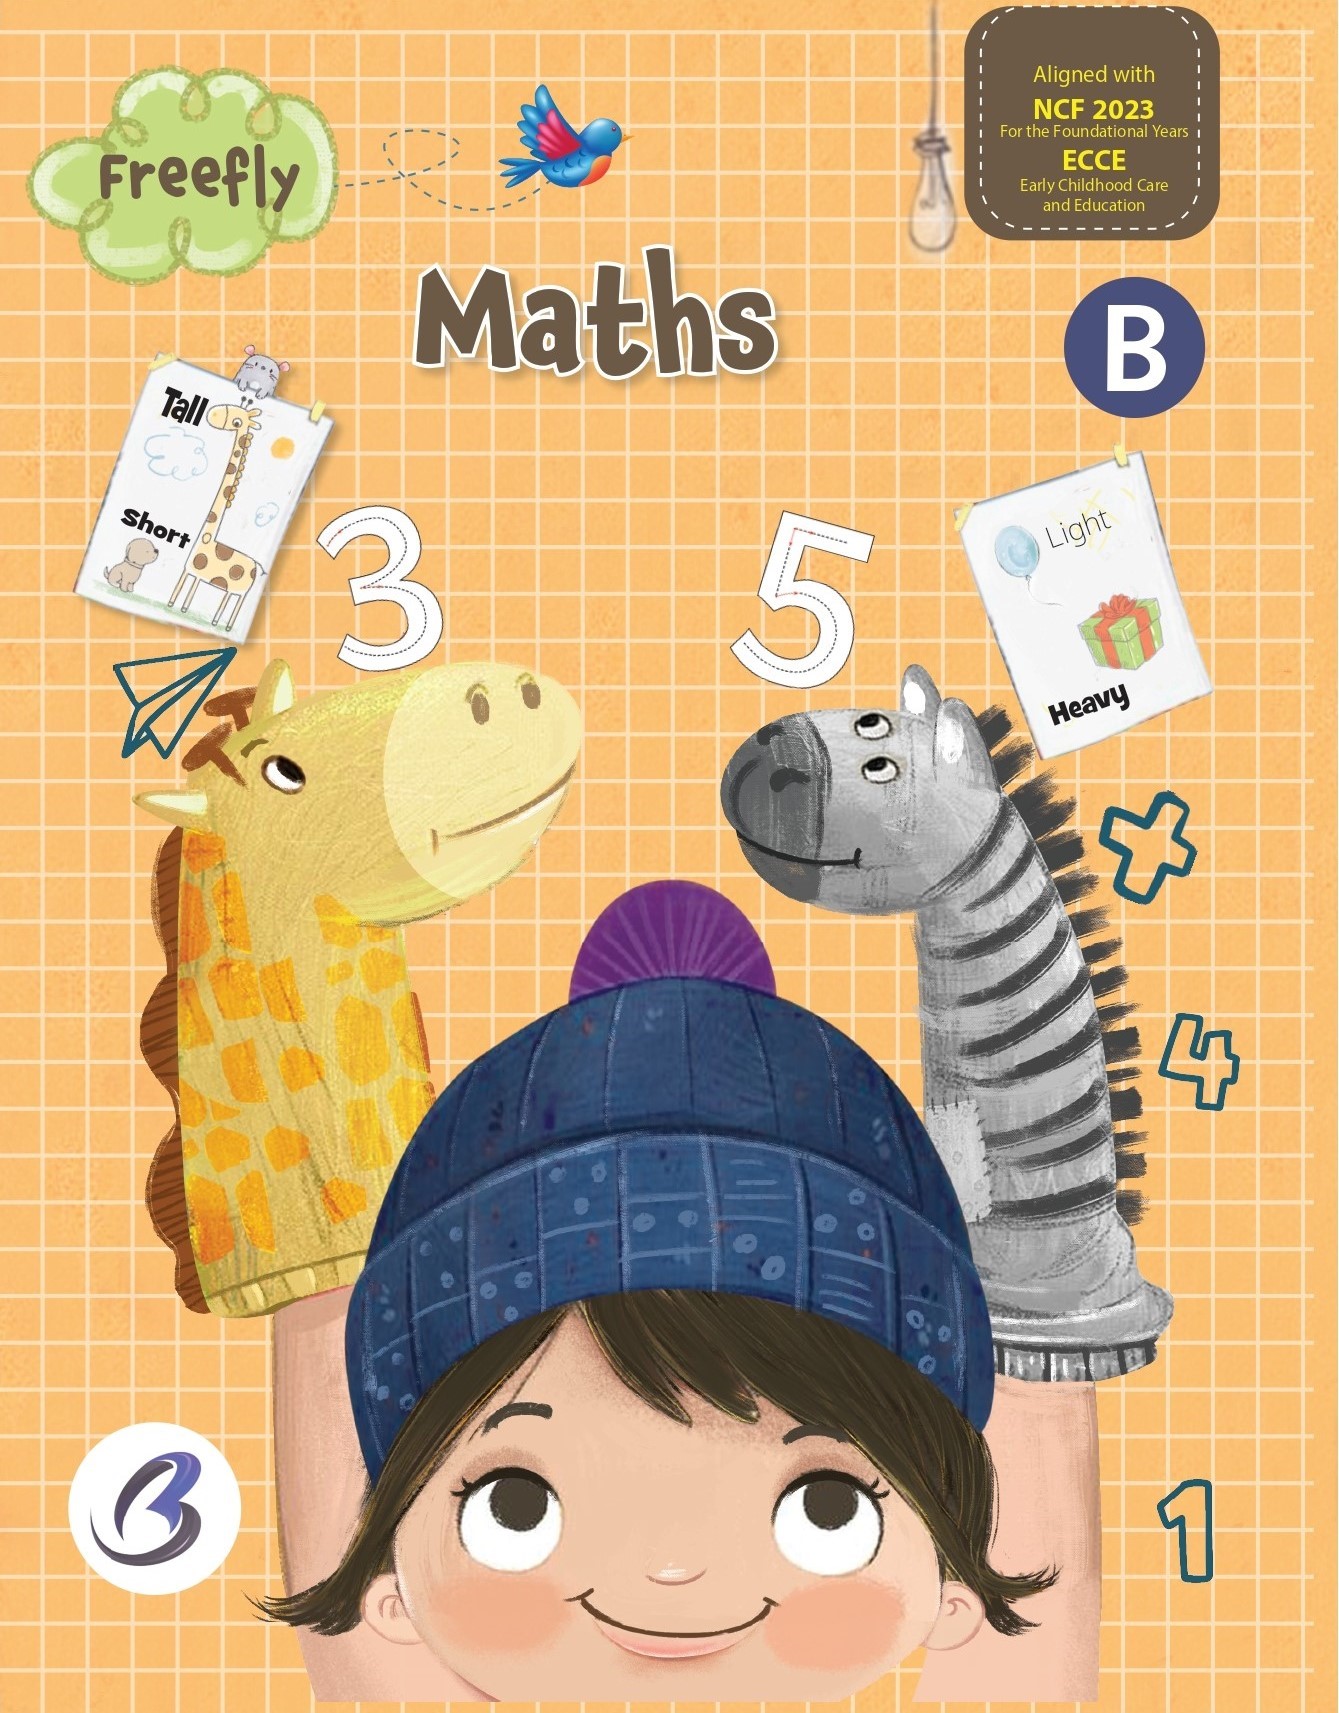 Aligned with
NCF 2023
For the Foundational Years
ECCE
Early Childhood Care
and Education
Freefly
Maths
B
Tall
Short
3
5
Light
Heavy
4
1